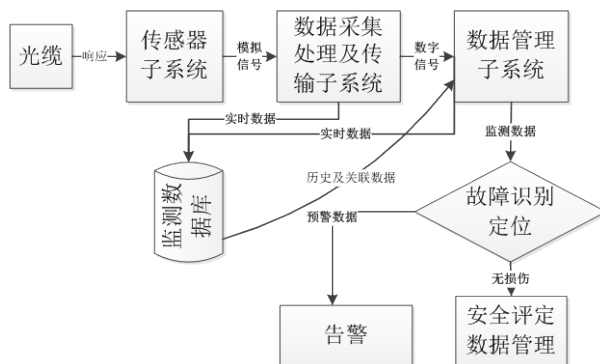 光缆
响应
传感器
子系统
模拟
信号
数据采集
处理及传
输子系统
数字
信号
数据管理
子系统
实时数据
实时数据
监测数据
监测数
据库
历史及关联数据
预警数据
故障识别
定位
无损伤
告警
安全评定
数据管理